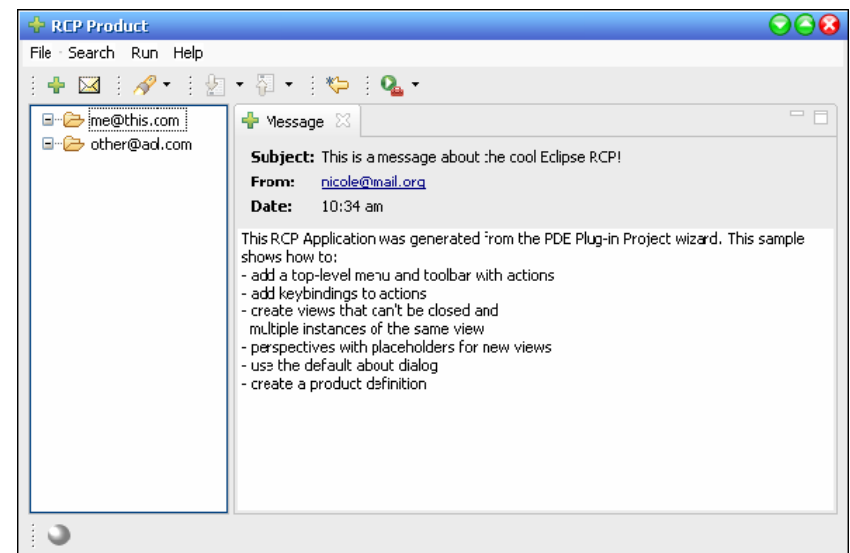 RCP Product
File Search Run Help
me@this.com
other@aol.com
Message
Subject: This is a message about the cool Eclipse RCP!
From: nicole@mail.org
Date: 10:34 am
This RCP Application was generated from the PDE Plug-in Project wizard. This sample
shows how to:
- add a top-level menu and toolbar with actions
- add keybindings to actions
- create views that can't be closed and
multiple instances of the same view
- perspectives with placeholders for new views
- use the default about dialog
- create a product definition